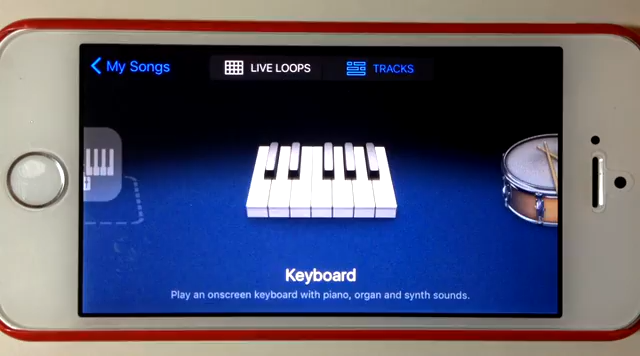 My Songs
LIVE LOOPS
TRACKS
Keyboard
Play an onscreen keyboard with piano, organ and synth sounds.